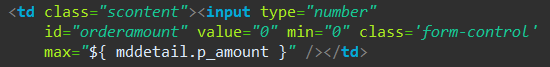 <td class="scontent"><input type="number"
id="orderamount" value="0" min="0" class='form-control'
max="${ mddetail.p_amount }" /></td>